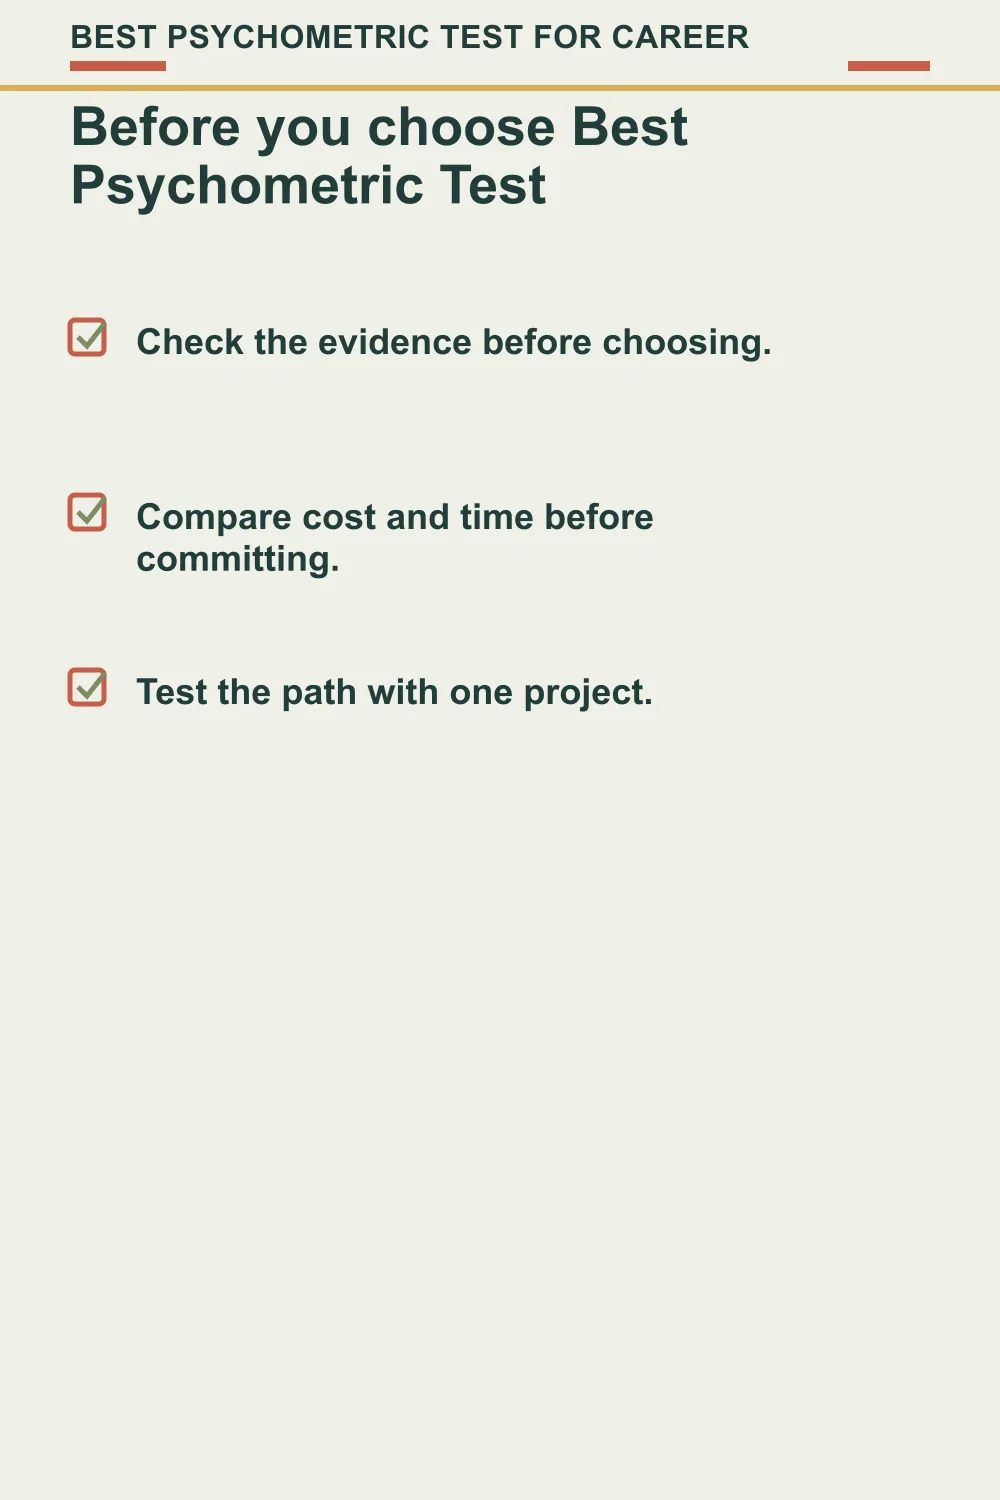 BEST PSYCHOMETRIC TEST FOR CAREER
Before you choose Best
Psychometric Test
Check the evidence before choosing.
Compare cost and time before
committing.
Test the path with one project.